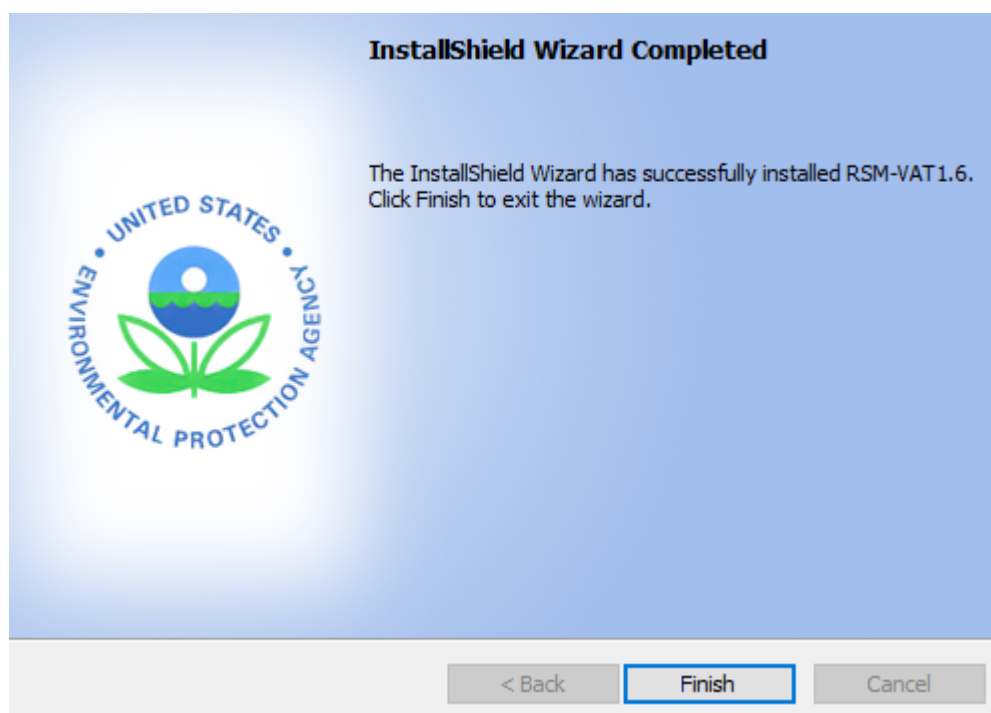 InstallShield Wizard Completed
The InstallShield Wizard has successfully installed RSM-VAT1.6.
Click Finish to exit the wizard.
UNITED STATES • ENVIRONMENTAL PROTECTION AGENCY •
< Back
Finish
Cancel